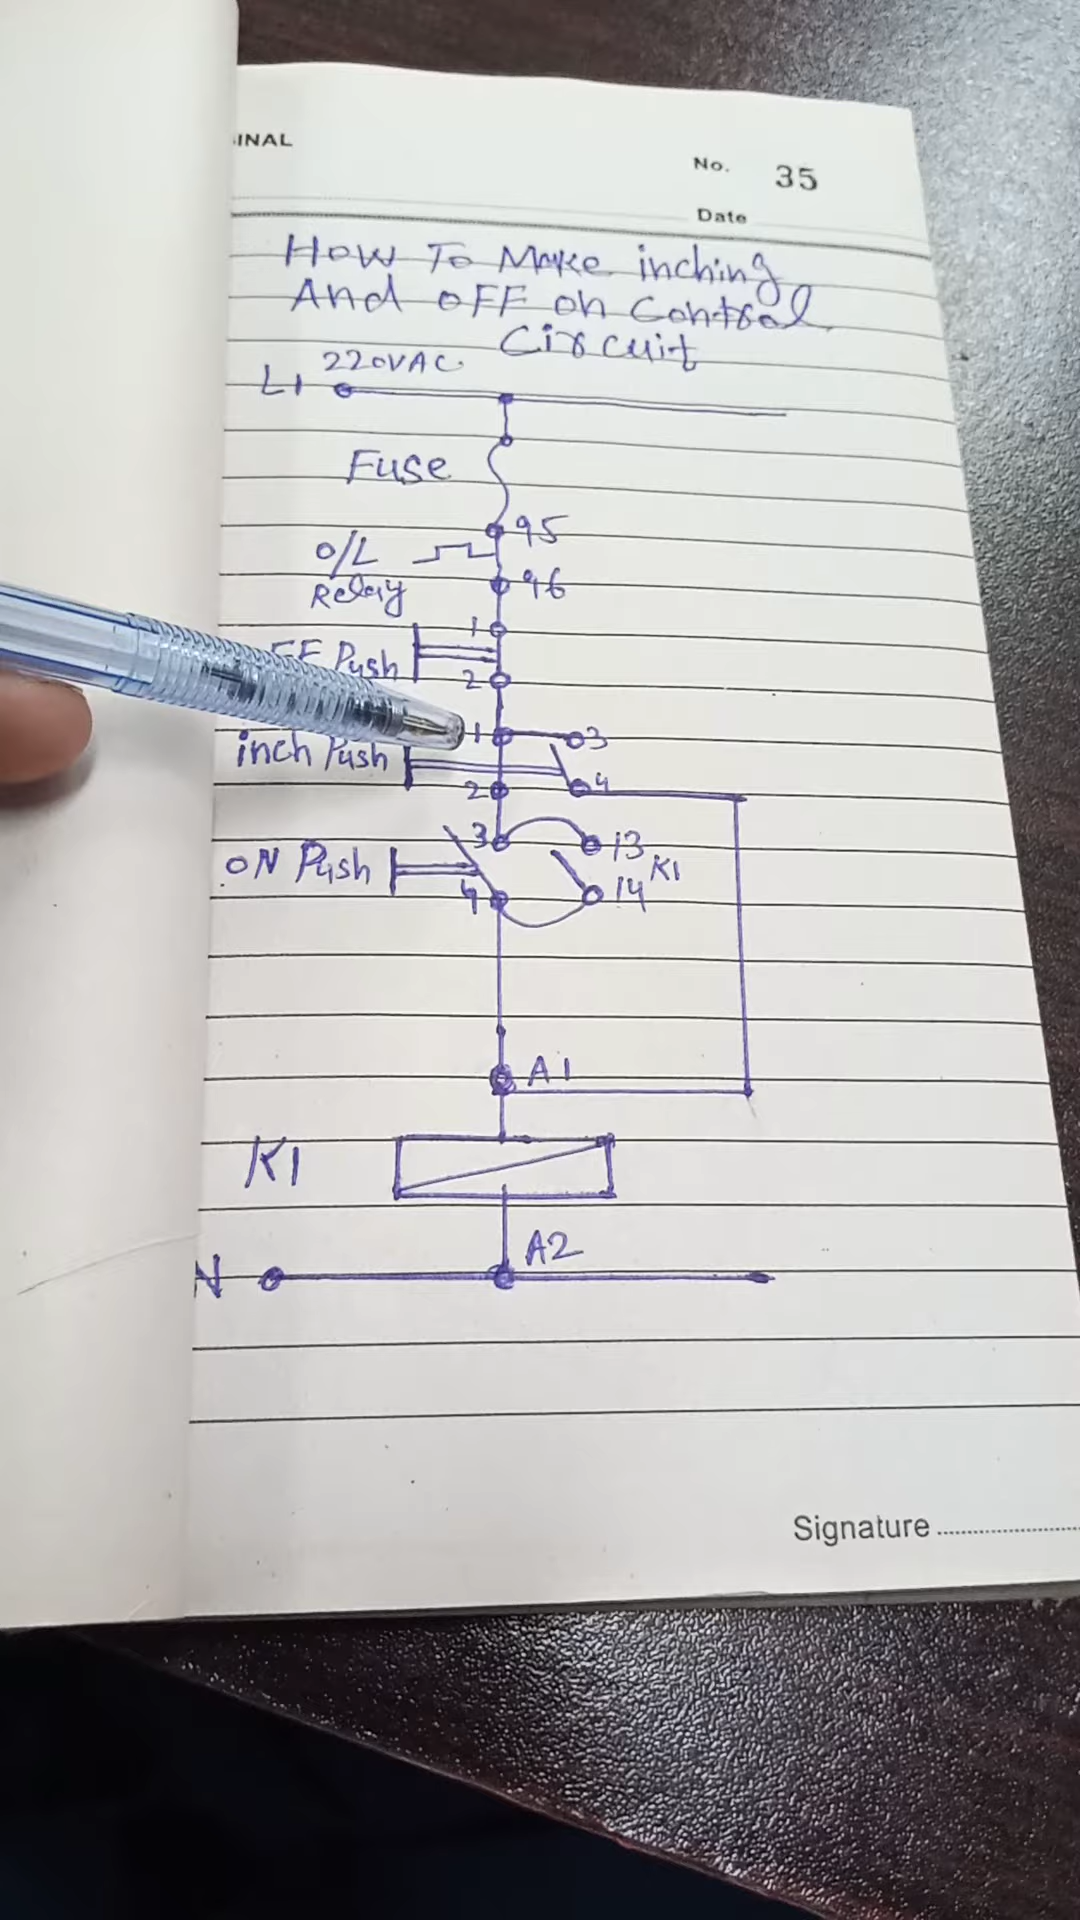 INAL
No. 35
Date
How To Make inching
And OFF on Control
Circuit
220VAC.
L1
Fuse
95
O/L
Relay
96
1
FF Push
2
1
3
inch Push
4
2
3
13
ON Push
K1
4
14
A1
K1
A2
N
Signature